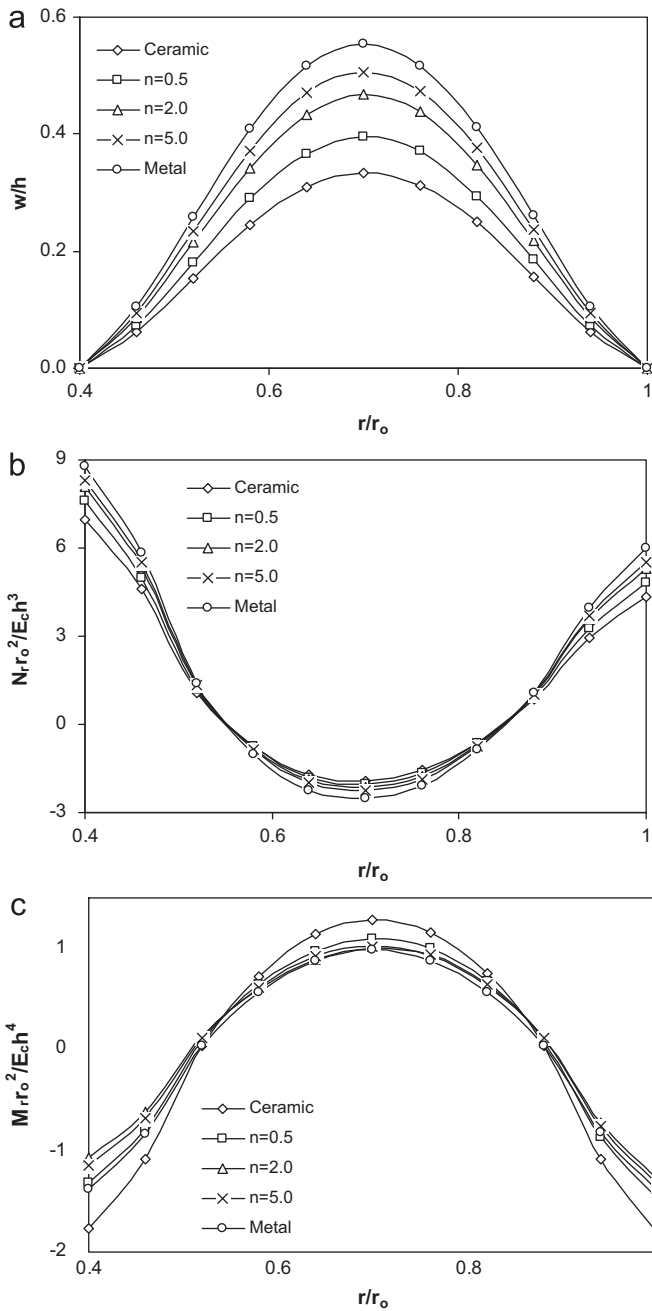 a
0.6
0.4
0.2
0.0
w/h
Ceramic
n=0.5
n=2.0
n=5.0
Metal
0.4
0.6
0.8
1
r/rₒ
b
9
6
3
0
-3
Nᵣrₒ²/E꜀h³
Ceramic
n=0.5
n=2.0
n=5.0
Metal
0.4
0.6
0.8
1
r/rₒ
c
1
0
-1
-2
Mᵣrₒ²/E꜀h⁴
Ceramic
n=0.5
n=2.0
n=5.0
Metal
0.4
0.6
0.8
r/rₒ